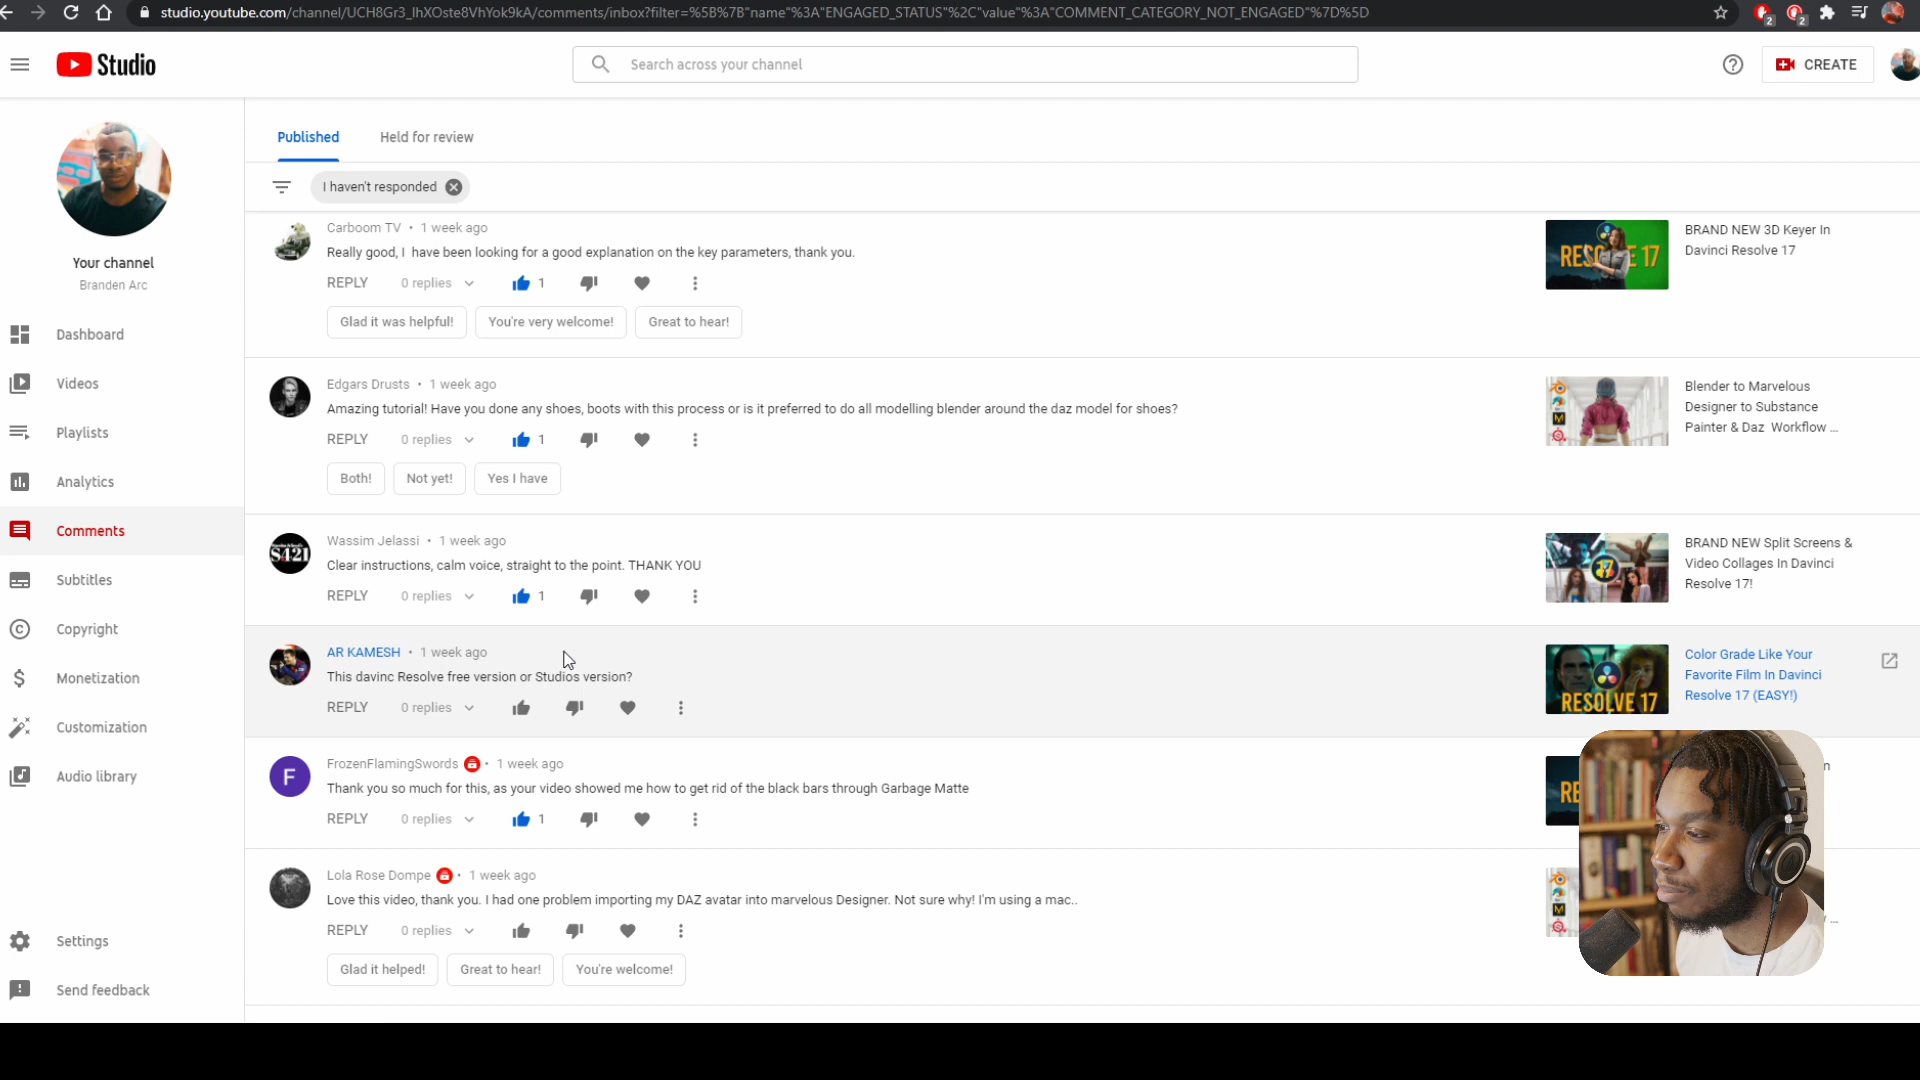 studio.youtube.com/channel/UCH8Gr3_IhXOste8VhYok9kA/comments/inbox?filter=%5B%7B"name"%3A"ENGAGED_STATUS"%2C"value"%3A"COMMENT_CATEGORY_NOT_ENGAGED"%7D%5D
2
2
Studio
Search across your channel
CREATE
Your channel
Branden Arc
Dashboard
Videos
Playlists
Analytics
Comments
Subtitles
Copyright
Monetization
Customization
Audio library
Settings
Send feedback
Published
Held for review
I haven't responded
Carboom TV • 1 week ago
Really good, I have been looking for a good explanation on the key parameters, thank you.
REPLY 0 replies 1
Glad it was helpful! You're very welcome! Great to hear!
RESOLVE 17
BRAND NEW 3D Keyer In
Davinci Resolve 17
Edgars Drusts • 1 week ago
Amazing tutorial! Have you done any shoes, boots with this process or is it preferred to do all modelling blender around the daz model for shoes?
REPLY 0 replies 1
Both! Not yet! Yes I have
Blender to Marvelous
Designer to Substance
Painter & Daz Workflow ...
S421
Wassim Jelassi • 1 week ago
Clear instructions, calm voice, straight to the point. THANK YOU
REPLY 0 replies 1
17
BRAND NEW Split Screens &
Video Collages In Davinci
Resolve 17!
AR KAMESH • 1 week ago
This davinc Resolve free version or Studios version?
REPLY 0 replies
RESOLVE 17
Color Grade Like Your
Favorite Film In Davinci
Resolve 17 (EASY!)
F
FrozenFlamingSwords • 1 week ago
Thank you so much for this, as your video showed me how to get rid of the black bars through Garbage Matte
REPLY 0 replies 1
RE
n
Lola Rose Dompe • 1 week ago
Love this video, thank you. I had one problem importing my DAZ avatar into marvelous Designer. Not sure why! I'm using a mac..
REPLY 0 replies
Glad it helped! Great to hear! You're welcome!